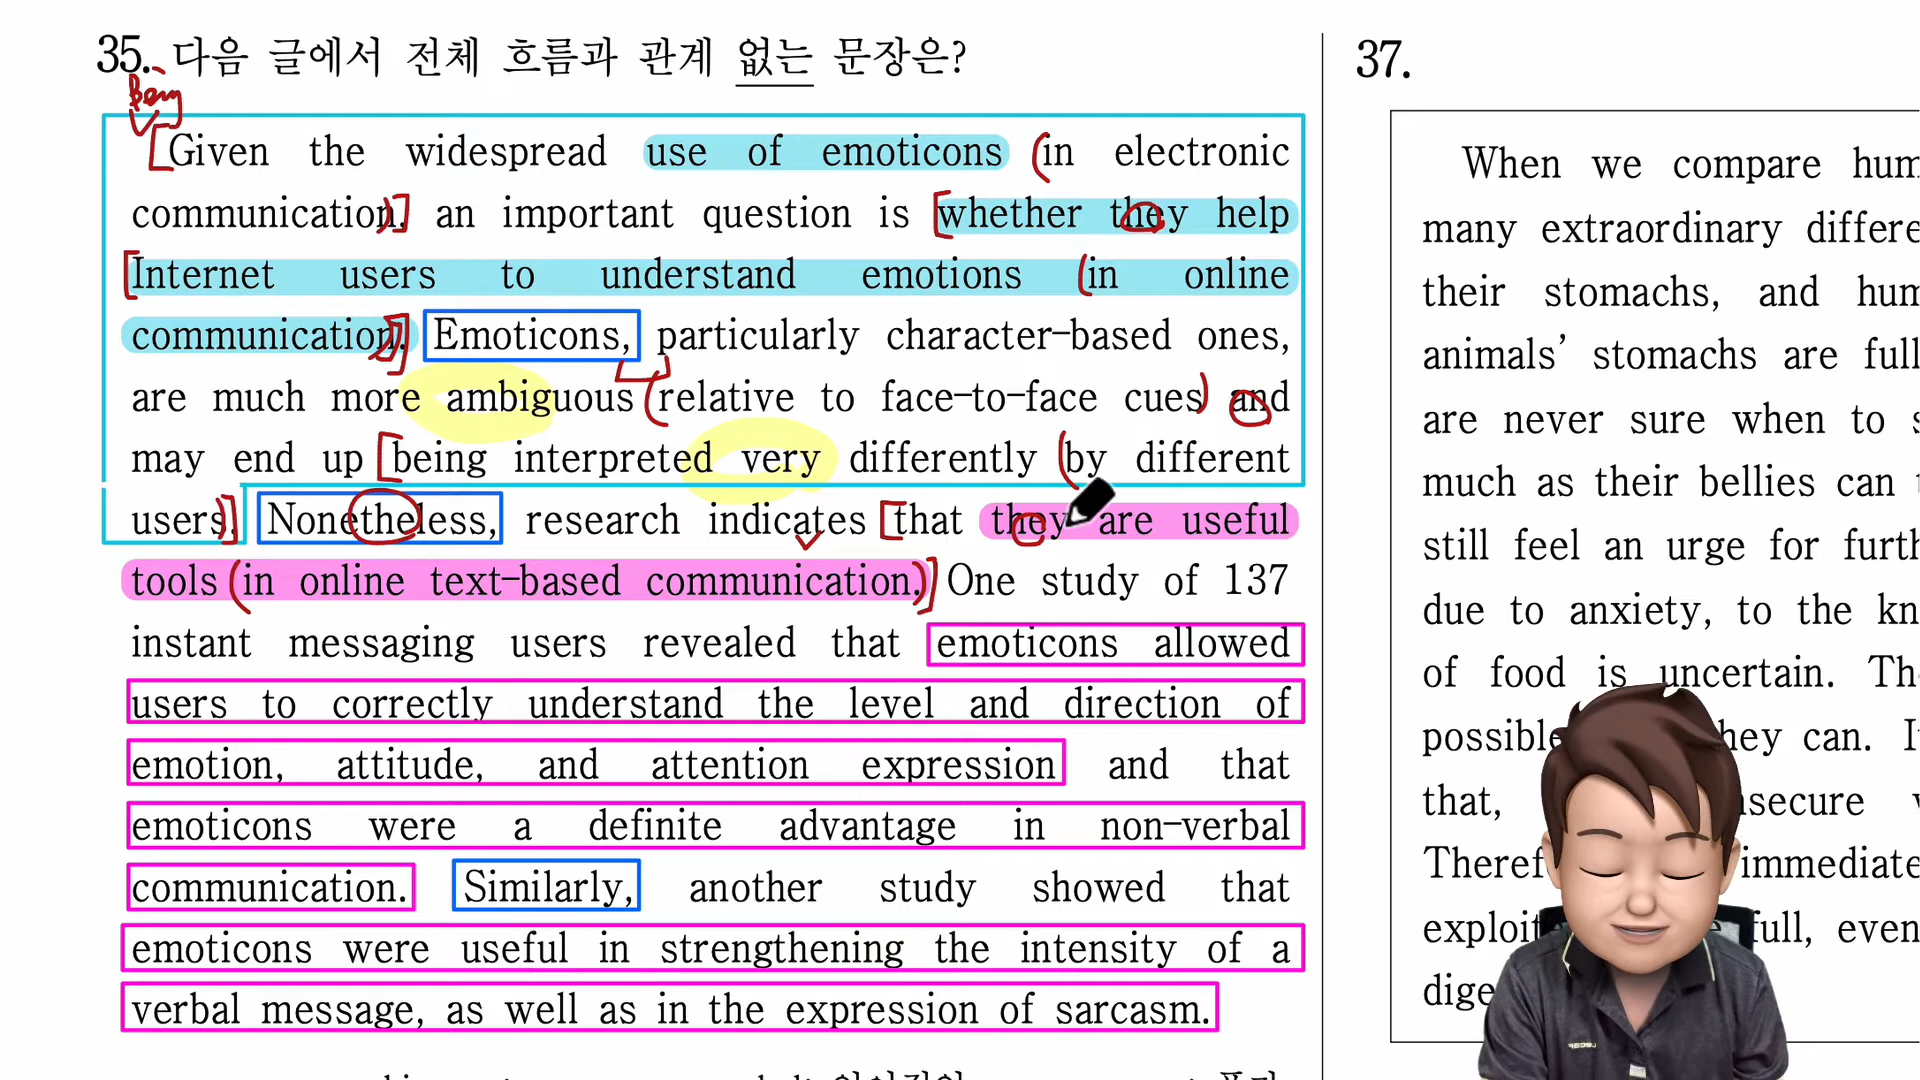 35. 다음 글에서 전체 흐름과 관계 없는 문장은?
Being
Given the widespread use of emoticons in electronic
communication, an important question is whether they help
Internet users to understand emotions in online
communication. Emoticons, particularly character-based ones,
are much more ambiguous relative to face-to-face cues and
may end up being interpreted very differently by different
users. Nonetheless, research indicates that they are useful
tools in online text-based communication. One study of 137
instant messaging users revealed that emoticons allowed
users to correctly understand the level and direction of
emotion, attitude, and attention expression and that
emoticons were a definite advantage in non-verbal
communication. Similarly, another study showed that
emoticons were useful in strengthening the intensity of a
verbal message, as well as in the expression of sarcasm.
37.
When we compare hum
many extraordinary differe
their stomachs, and hum
animals' stomachs are full
are never sure when to s
much as their bellies can t
still feel an urge for furth
due to anxiety, to the kn
of food is uncertain. Th
possible hey can. I
that, nsecure
Theref immediate
exploit full, even
dige